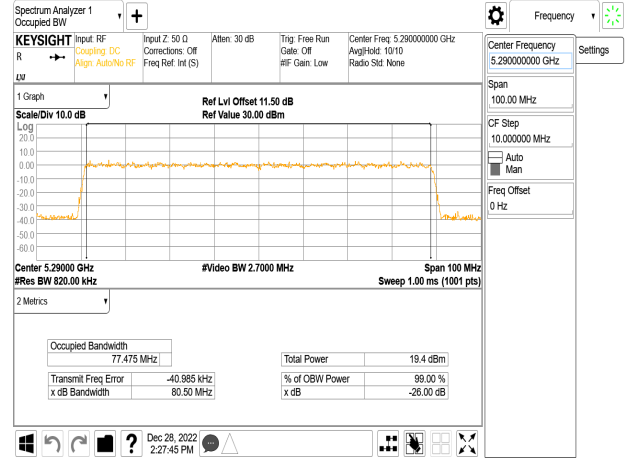 Spectrum Analyzer 1
Occupied BW
Frequency
KEYSIGHT
R
Input: RF
Coupling: DC
Align: Auto/No RF
Input Z: 50 Ω
Corrections: Off
Freq Ref: Int (S)
Atten: 30 dB
Trig: Free Run
Gate: Off
#IF Gain: Low
Center Freq: 5.290000000 GHz
Avg|Hold: 10/10
Radio Std: None
LXI
Center Frequency
5.290000000 GHz
Settings
Span
100.00 MHz
CF Step
10.000000 MHz
Auto
Man
Freq Offset
0 Hz
1 Graph
Scale/Div 10.0 dB
Ref Lvl Offset 11.50 dB
Ref Value 30.00 dBm
Log
20.0
10.0
0.00
-10.0
-20.0
-30.0
-40.0
-50.0
-60.0
Center 5.29000 GHz
#Video BW 2.7000 MHz
Span 100 MHz
#Res BW 820.00 kHz
Sweep 1.00 ms (1001 pts)
2 Metrics
Occupied Bandwidth
77.475 MHz
Total Power 19.4 dBm
Transmit Freq Error -40.985 kHz
% of OBW Power 99.00 %
x dB Bandwidth 80.50 MHz
x dB -26.00 dB
?
Dec 28, 2022
2:27:45 PM